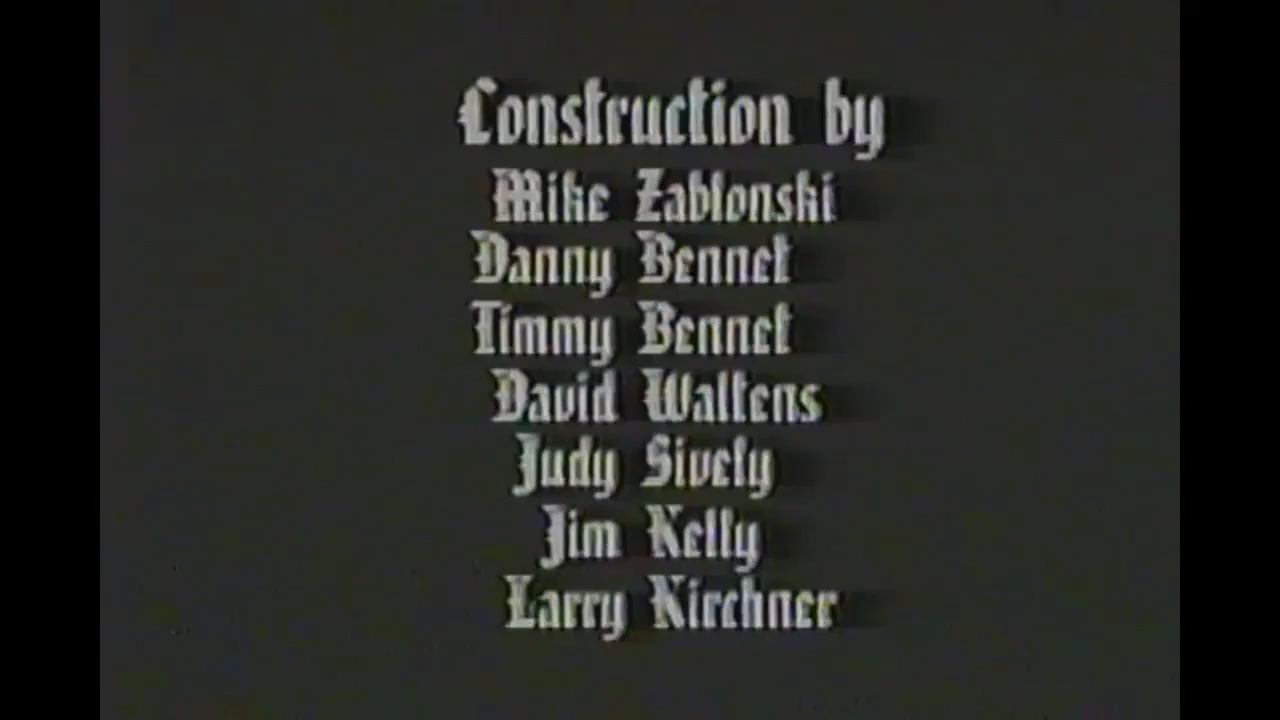 Construction by
Mike Zablonski
Danny Bennet
Timmy Bennet
David Waltens
Judy Sively
Jim Kelly
Larry Kirchner